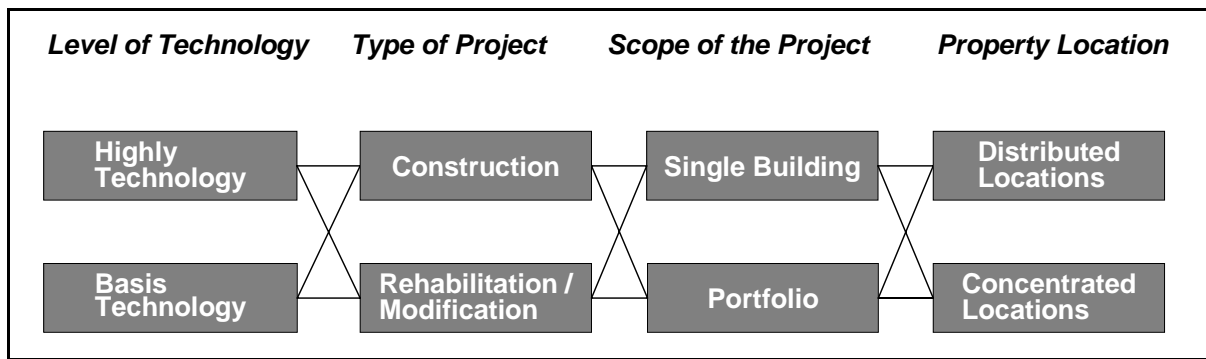 Level of Technology
Type of Project
Scope of the Project
Property Location
Highly
Technology
Construction
Single Building
Distributed
Locations
Basis
Technology
Rehabilitation /
Modification
Portfolio
Concentrated
Locations